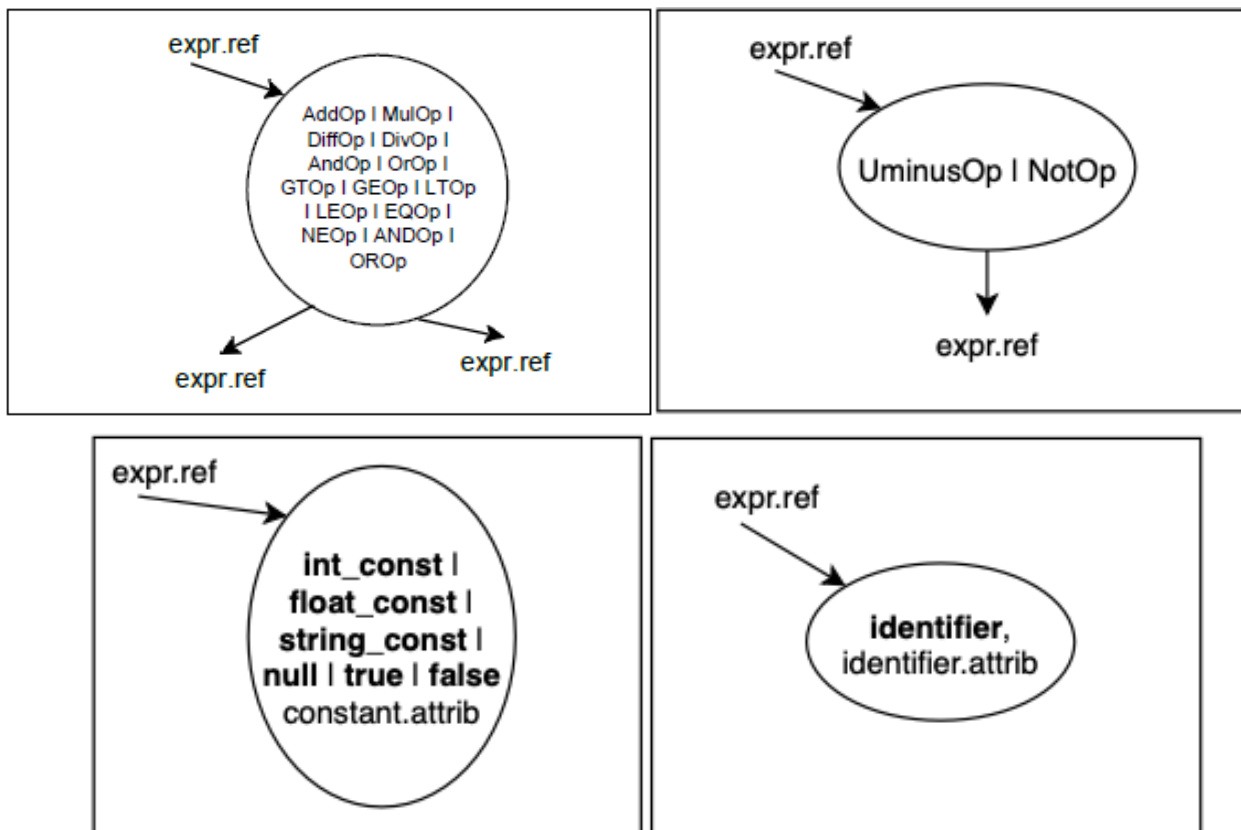 expr.ref
AddOp | MulOp |
DiffOp | DivOp |
AndOp | OrOp |
GTOp | GEOp | LTOp
| LEOp | EQOp |
NEOp | ANDOp |
OROp
expr.ref
expr.ref
expr.ref
UminusOp | NotOp
expr.ref
expr.ref
int_const |
float_const |
string_const |
null | true | false
constant.attrib
expr.ref
identifier,
identifier.attrib